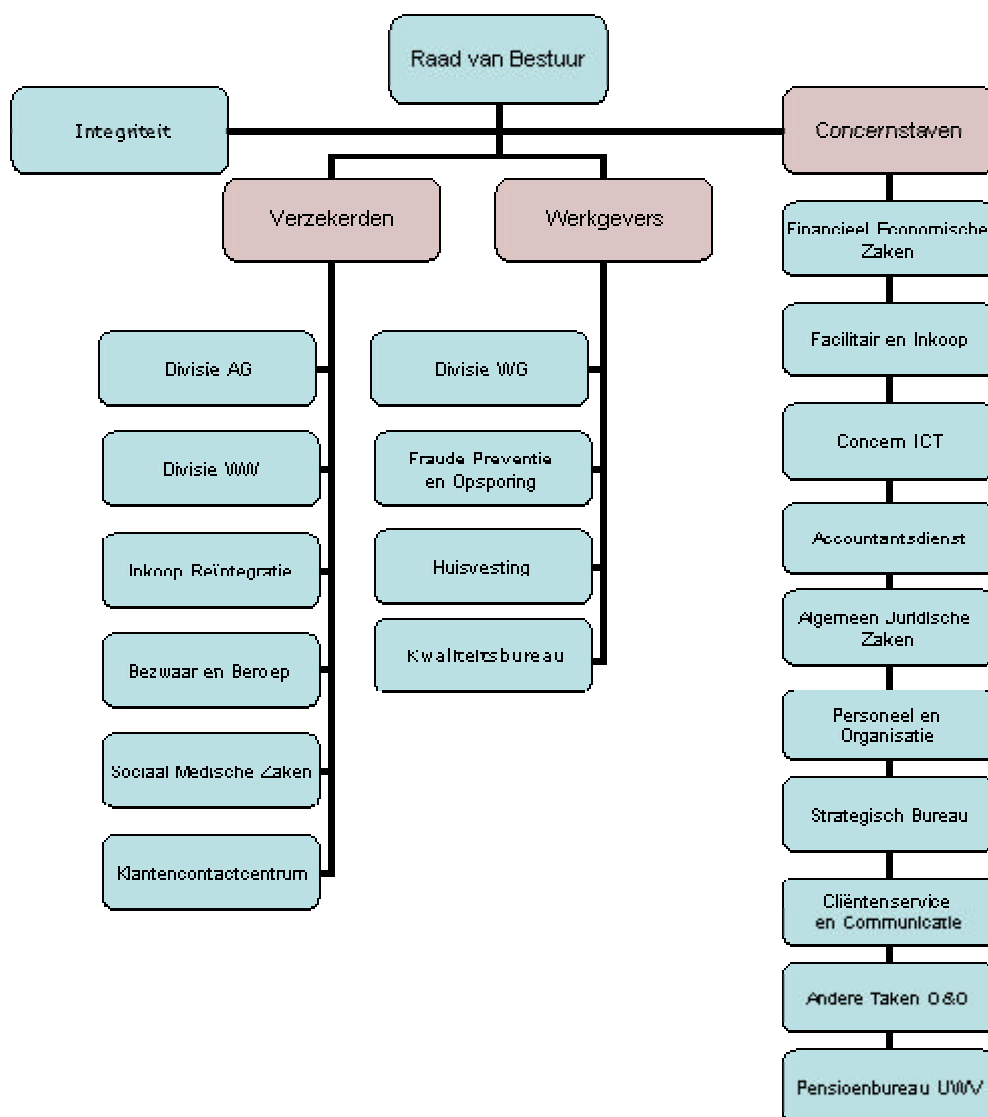 Raad van Bestuur
Integriteit
Concernstaven
Verzekerden
Werkgevers
Divisie AG
Divisie WW
Inkoop Reïntegratie
Bezwaar en Beroep
Sociaal Medische Zaken
Klantencontactcentrum
Divisie WG
Fraude Preventie
en Opsporing
Huisvesting
Kwaliteitsbureau
Financieel Economische
Zaken
Facilitair en Inkoop
Concern ICT
Accountantsdienst
Algemeen Juridische
Zaken
Personeel en
Organisatie
Strategisch Bureau
Cliëntenservice
en Communicatie
Andere Taken O&O
Pensioenbureau UWV